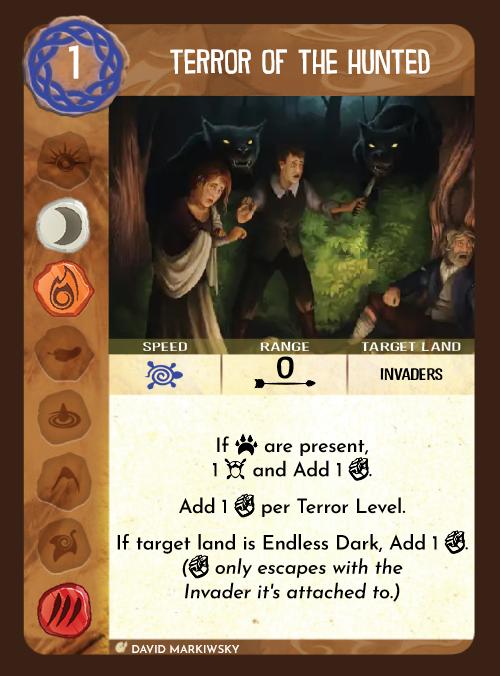 1
TERROR OF THE HUNTED
SPEED RANGE TARGET LAND
0 INVADERS
If are present,
1 and Add 1 .
Add 1 per Terror Level.
If target land is Endless Dark, Add 1 .
( only escapes with the
Invader it's attached to.)
DAVID MARKIWSKY